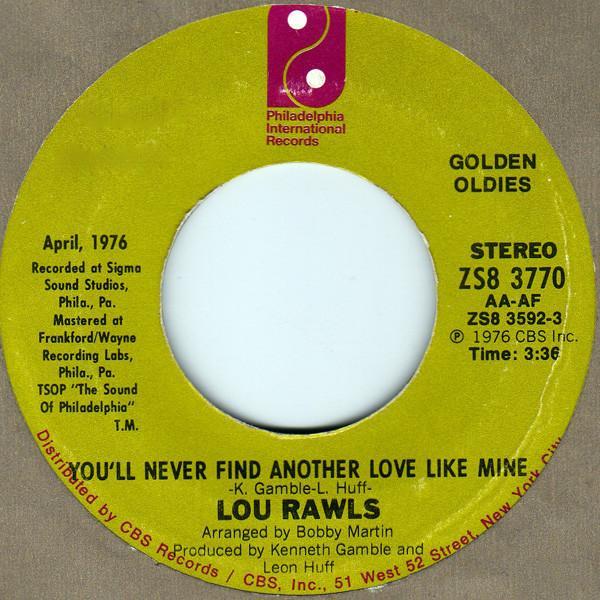 Philadelphia
International
Records
GOLDEN
OLDIES
April, 1976
Recorded at Sigma
Sound Studios,
Phila., Pa.
Mastered at
Frankford/Wayne
Recording Labs,
Phila., Pa.
TSOP "The Sound
Of Philadelphia"
T.M.
STEREO
ZS8 3770
AA-AF
ZS8 3592-3
Ⓟ 1976 CBS Inc.
Time: 3:36
YOU'LL NEVER FIND ANOTHER LOVE LIKE MINE
-K. Gamble-L. Huff-
LOU RAWLS
Arranged by Bobby Martin
Produced by Kenneth Gamble and
Leon Huff
Distributed by CBS Records / CBS, Inc., 51 West 52 Street, New York City